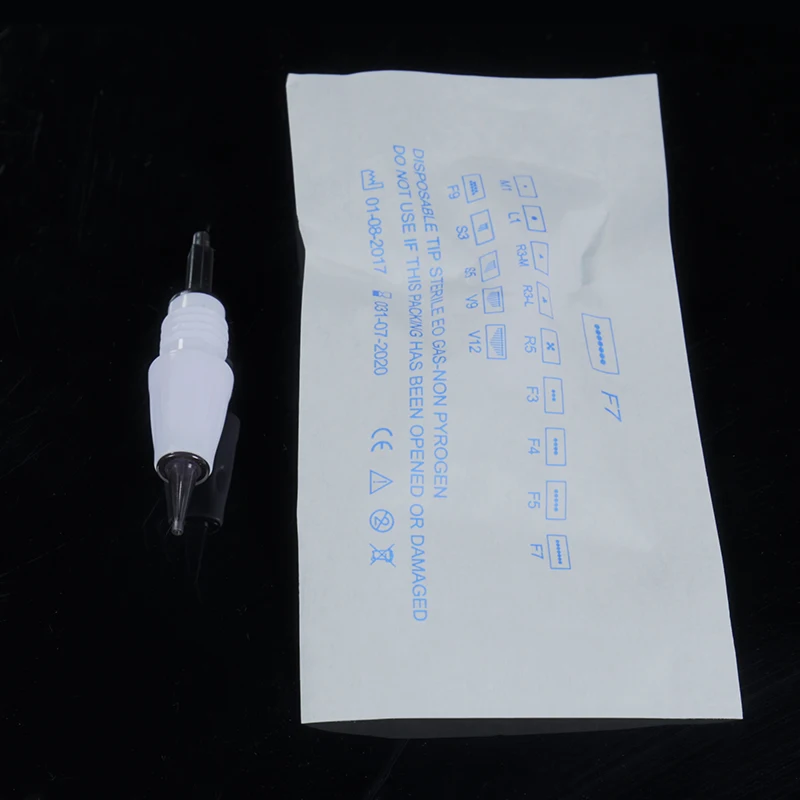 F7
M1 L1 R3-M R3-L R5 F3 F4 F5 F7
F9 S3 S5 V9 V12
DISPOSABLE TIP STERILE EO GAS-NON PYROGEN
DO NOT USE IF THIS PACKING HAS BEEN OPENED OR DAMAGED
01-08-2017 031-07-2020 CE